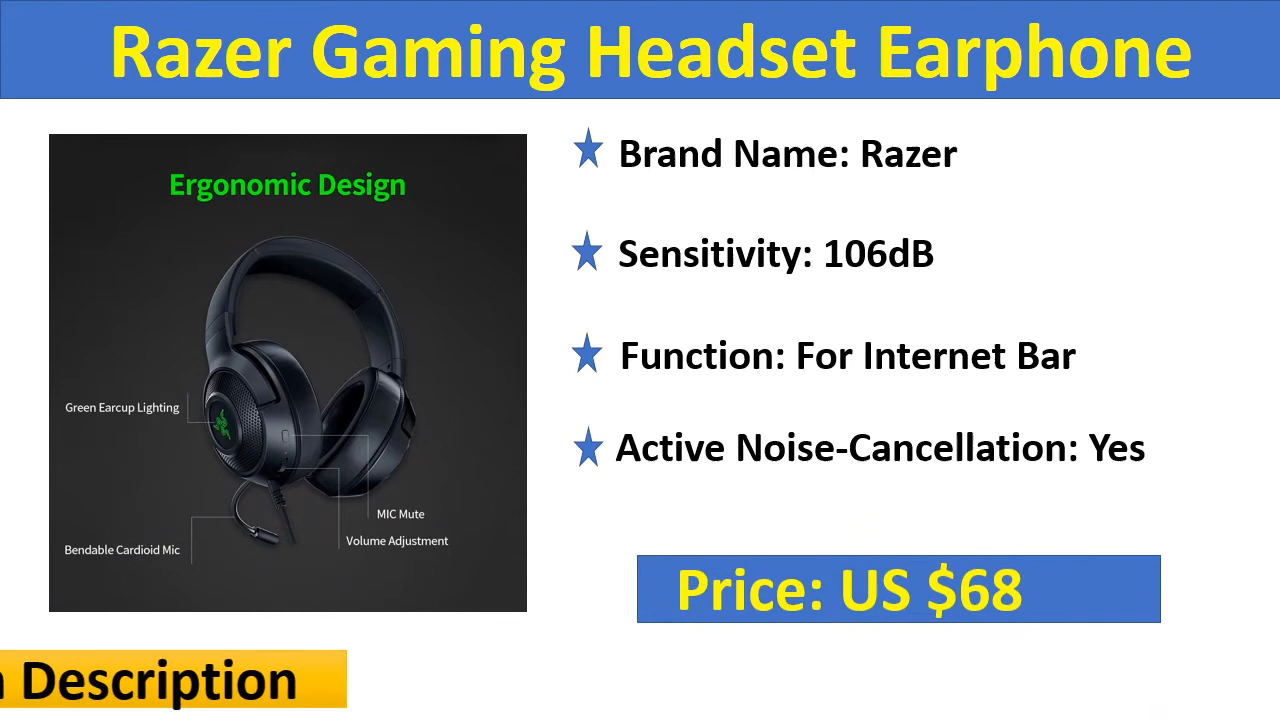 Razer Gaming Headset Earphone
Ergonomic Design
Green Earcup Lighting
MIC Mute
Volume Adjustment
Bendable Cardioid Mic
Brand Name: Razer
Sensitivity: 106dB
Function: For Internet Bar
Active Noise-Cancellation: Yes
Price: US $68
Description